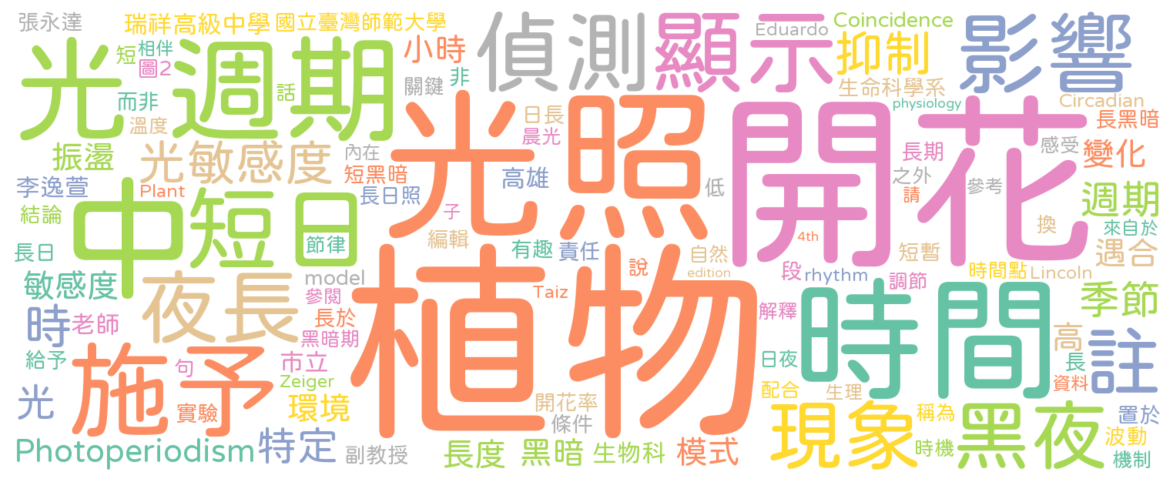 張永達 瑞祥高級中學 國立臺灣師範大學 偵測 顯示 Eduardo Coincidence 影響
光週期 短 相伴 小時 抑制
圖2 非 生命科學系
而非 話 關鍵 physiology Circadian
溫度 光照 日長 開花 長黑暗
振盪 光敏感度 內在 晨光 長期 感受 變化
李逸萱 Plant 短黑暗 長日照 高雄 低 之外 請 參考 週期
結論 中短日 節律 子 編輯 換 來自於
長日 有趣 責任 自然 4th 短暫 遇合
敏感度 夜長 model 植物 說 edition 段 rhythm 調節 時間點 Lincoln
時 老師 參閱 長於 Taiz 時間 季節
給予 施予 黑暗期 解釋 高 註
句 市立 日夜 長
光 實驗 Zeiger 環境 開花率 配合 生理 資料
條件 現象 稱為 黑夜 置於
Photoperiodism 特定 副教授 長度 黑暗 生物科 模式 時機 波動
機制